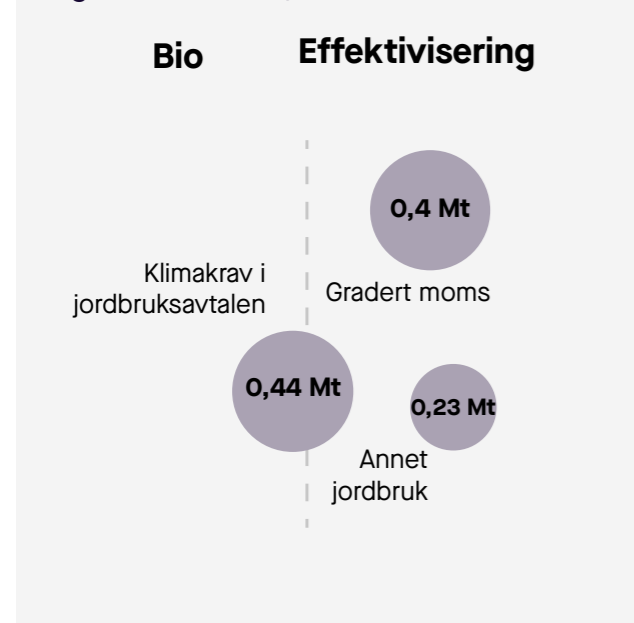 Bio
Effektivisering
0,4 Mt
Klimakrav i
jordbruksavtalen
Gradert moms
0,44 Mt
0,23 Mt
Annet
jordbruk